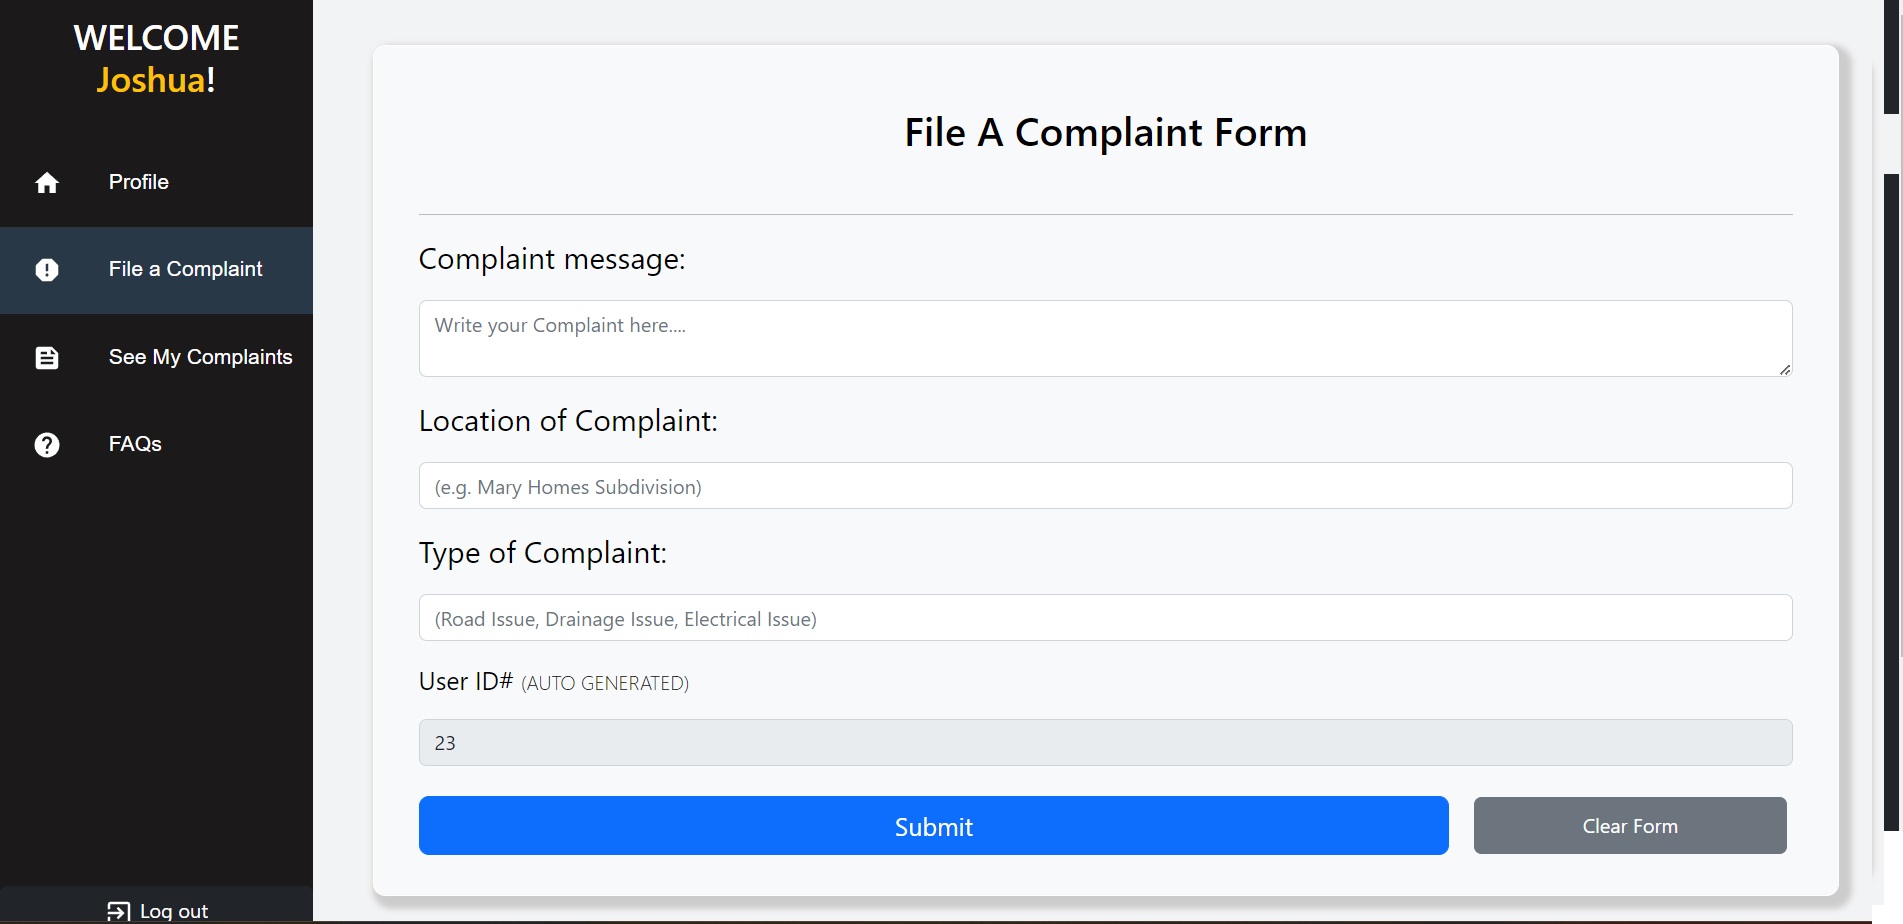 WELCOME
Joshua!
Profile
File a Complaint
See My Complaints
FAQs
Log out
File A Complaint Form
Complaint message:
Write your Complaint here....
Location of Complaint:
(e.g. Mary Homes Subdivision)
Type of Complaint:
(Road Issue, Drainage Issue, Electrical Issue)
User ID# (AUTO GENERATED)
23
Submit
Clear Form